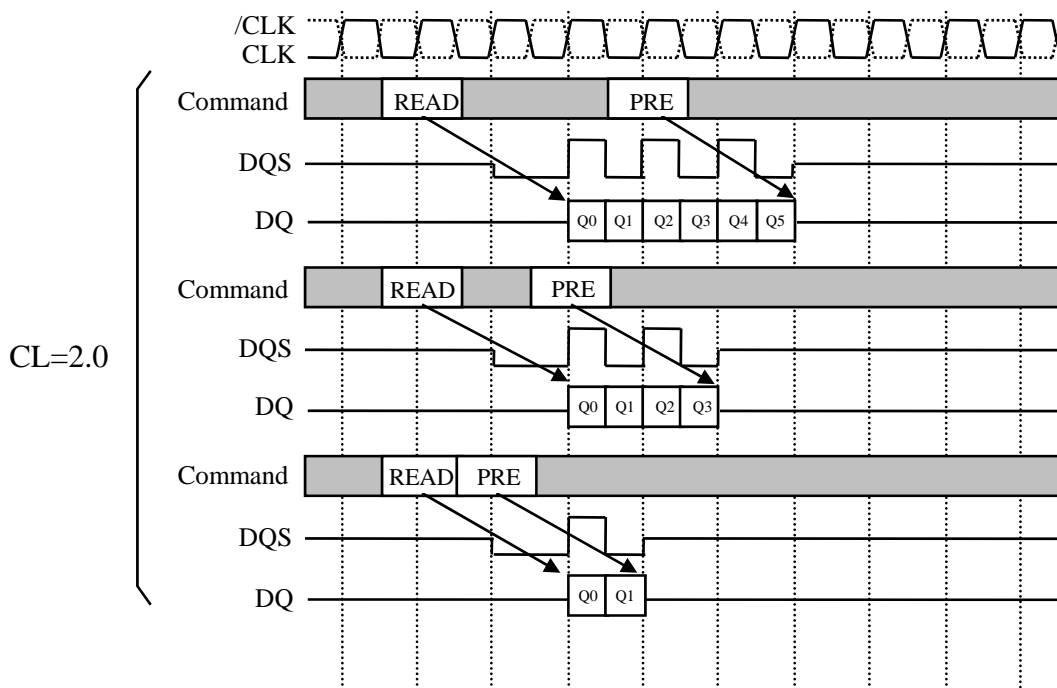 /CLK
CLK
Command READ PRE
DQS
DQ Q0 Q1 Q2 Q3 Q4 Q5
Command READ PRE
CL=2.0
DQS
DQ Q0 Q1 Q2 Q3
Command READ PRE
DQS
DQ Q0 Q1